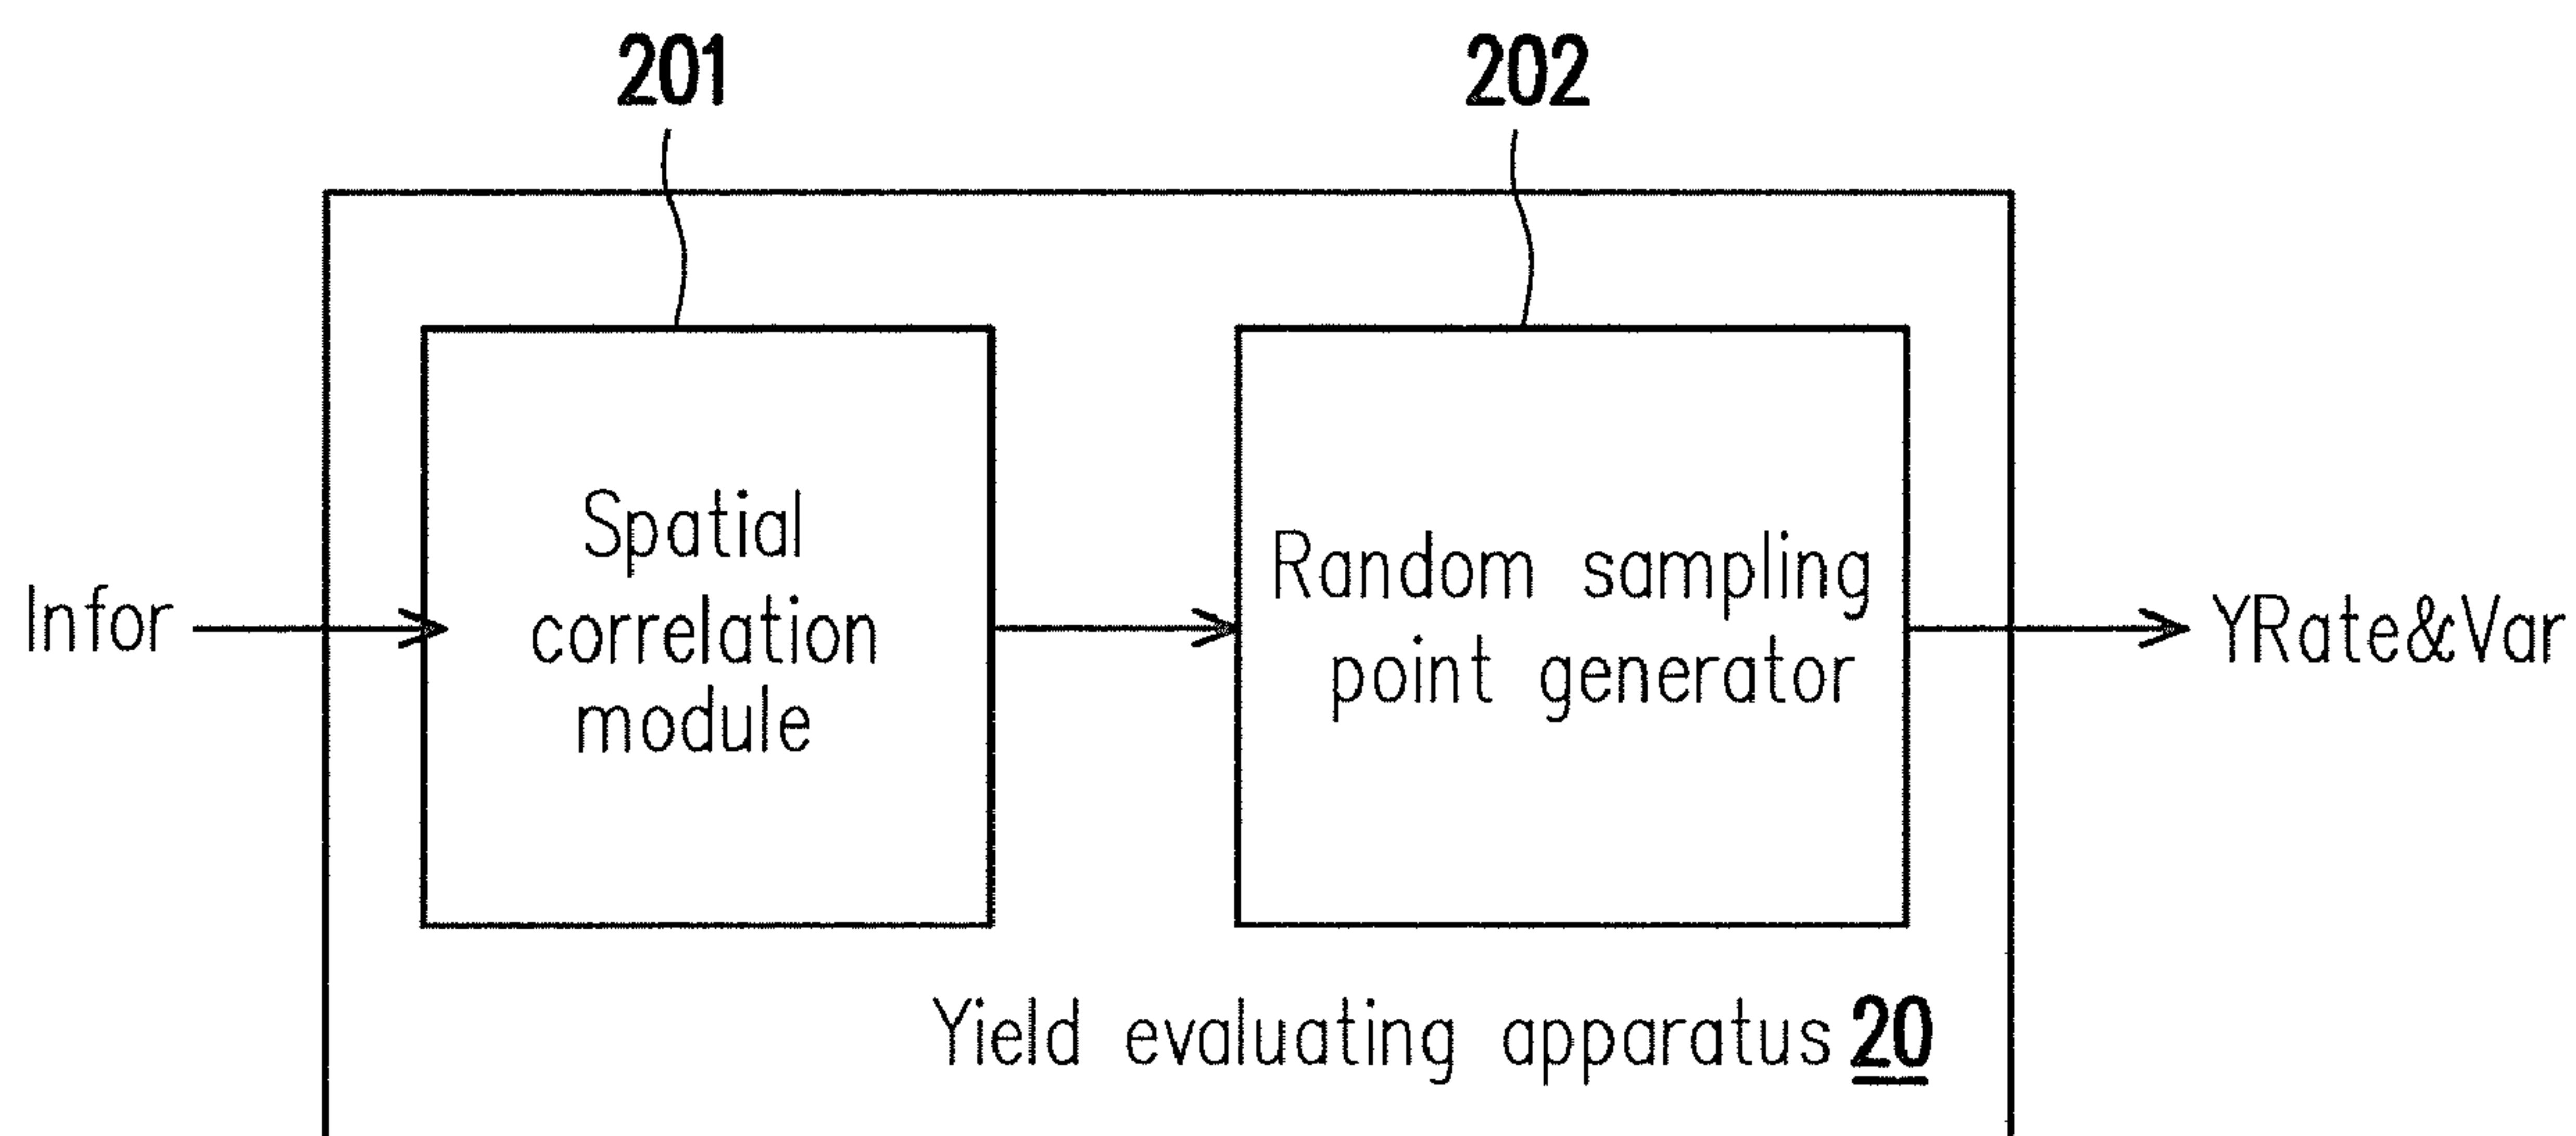 201
202
Infor
Spatial
correlation
module
Random sampling
point generator
YRate&Var
Yield evaluating apparatus 20